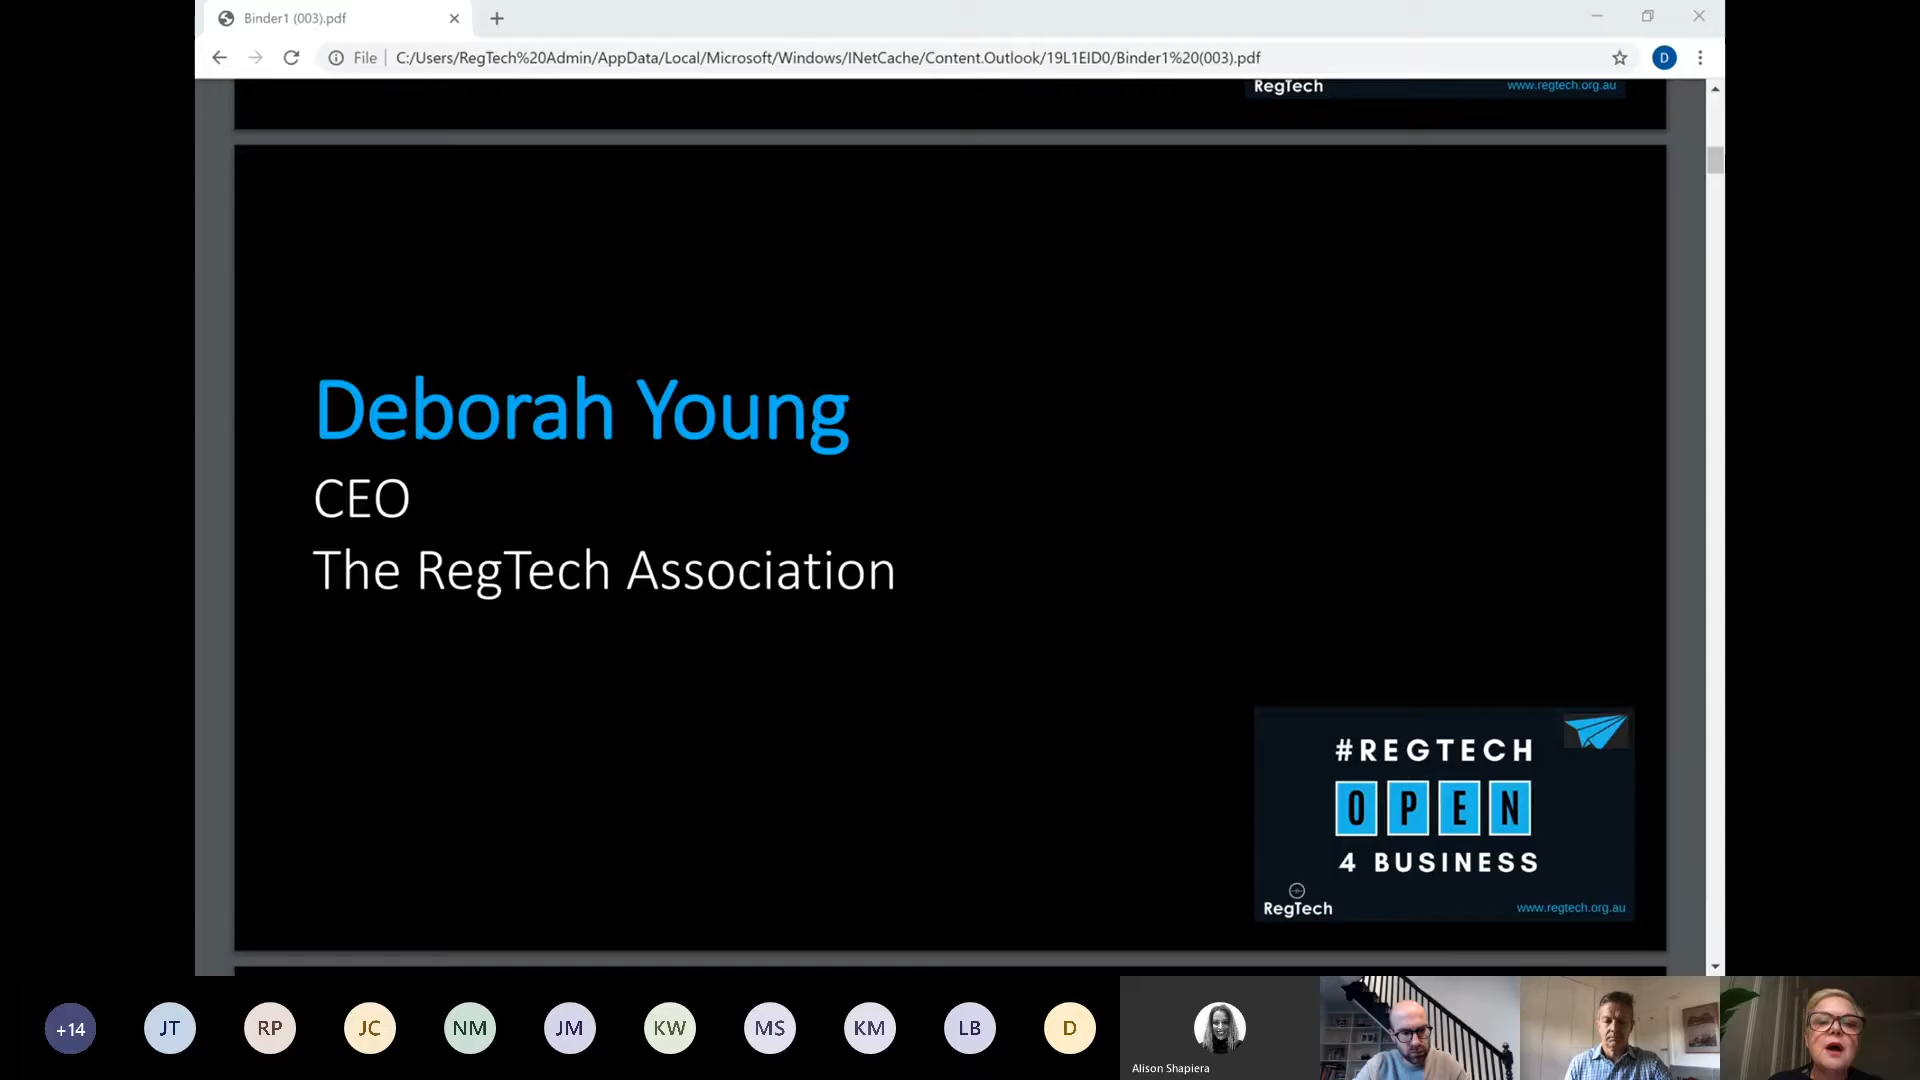 Binder1 (003).pdf
File
C:/Users/RegTech%20Admin/AppData/Local/Microsoft/Windows/INetCache/Content.Outlook/19L1EID0/Binder1%20(003).pdf
D
RegTech
www.regtech.org.au
Deborah Young
CEO
The RegTech Association
#REGTECH
OPEN
4 BUSINESS
RegTech
www.regtech.org.au
+14
JT
RP
JC
NM
JM
KW
MS
KM
LB
D
Alison Shapiera